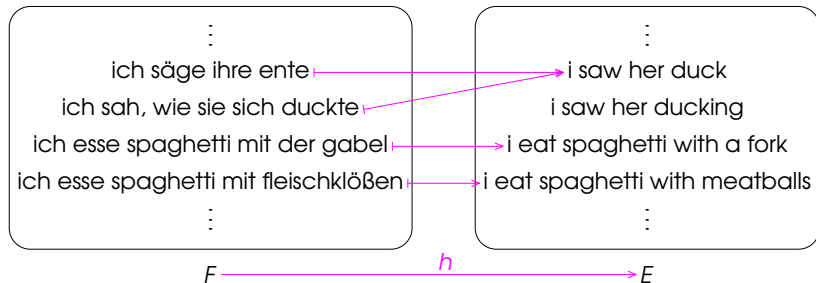 ⋮
⋮
ich säge ihre ente
i saw her duck
ich sah, wie sie sich duckte
i saw her ducking
ich esse spaghetti mit der gabel
i eat spaghetti with a fork
ich esse spaghetti mit fleischklößen
i eat spaghetti with meatballs
⋮
⋮
h
F
E